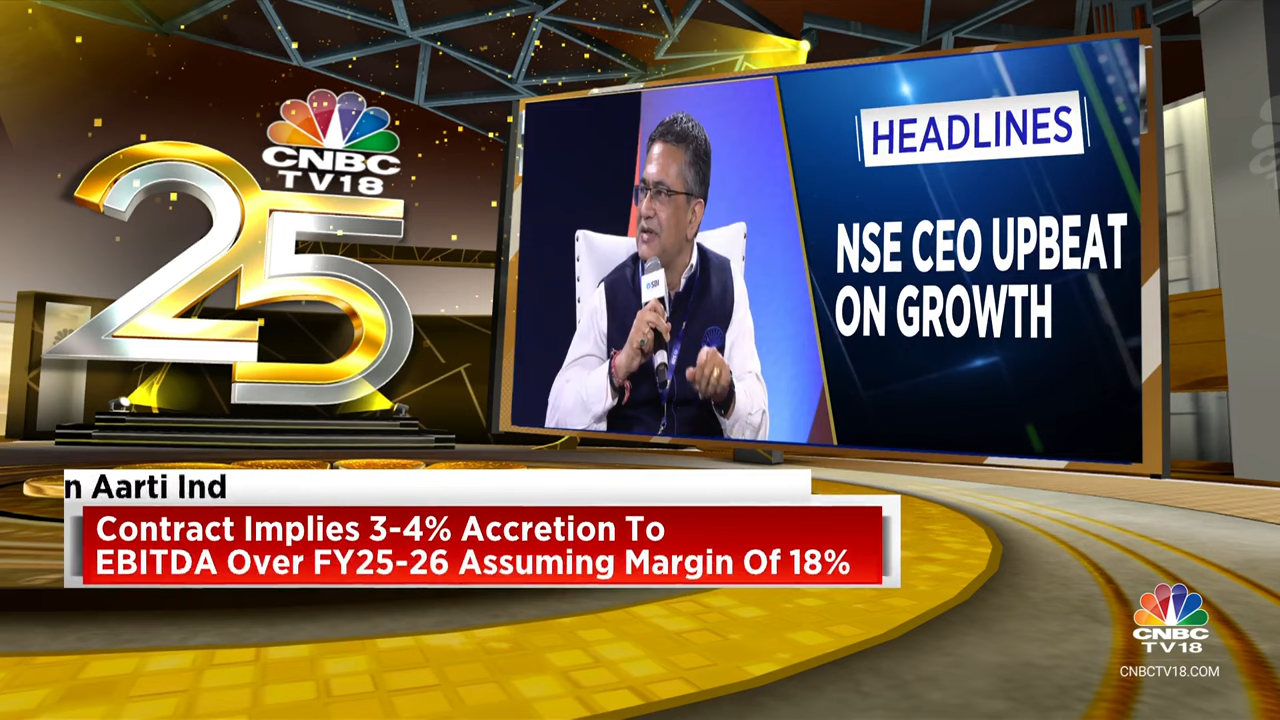 25
CNBC
TV18
HEADLINES
NSE CEO UPBEAT
ON GROWTH
SBI
n Aarti Ind
Contract Implies 3-4% Accretion To
EBITDA Over FY25-26 Assuming Margin Of 18%
CNBC
TV18
CNBCTV18.COM